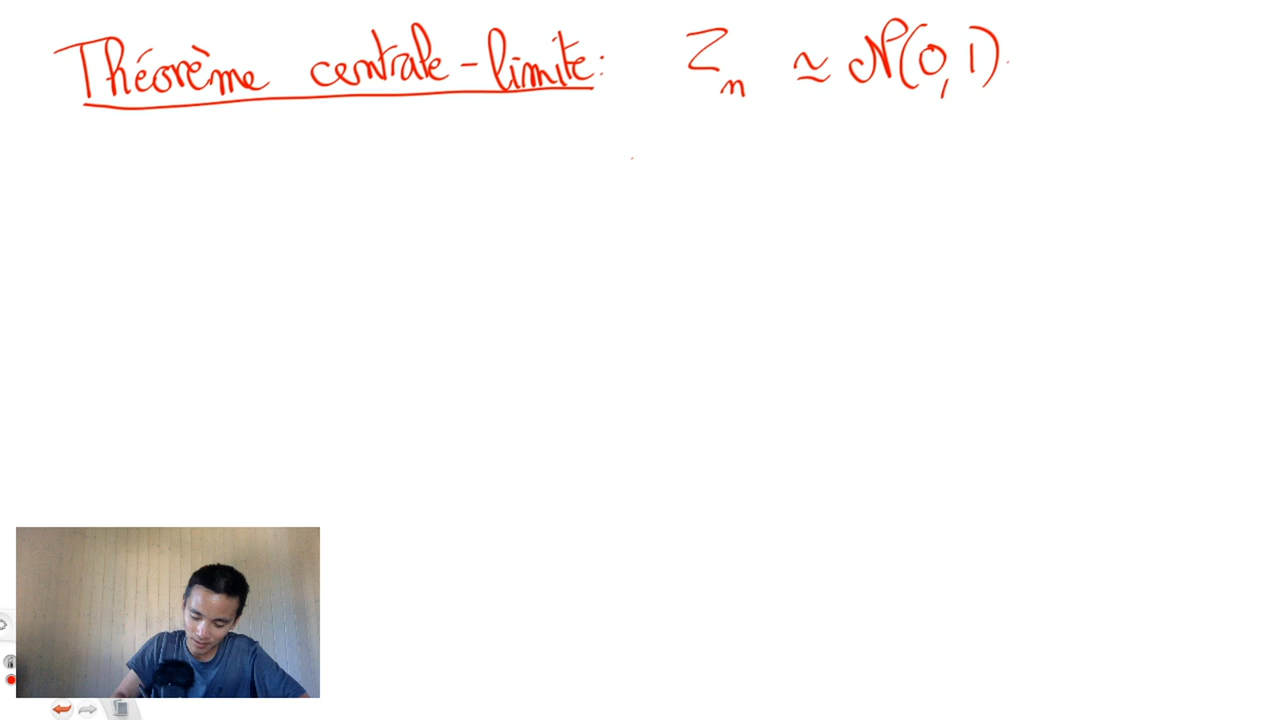 Théorème centrale-limite: Z_n ≃ N(0,1).